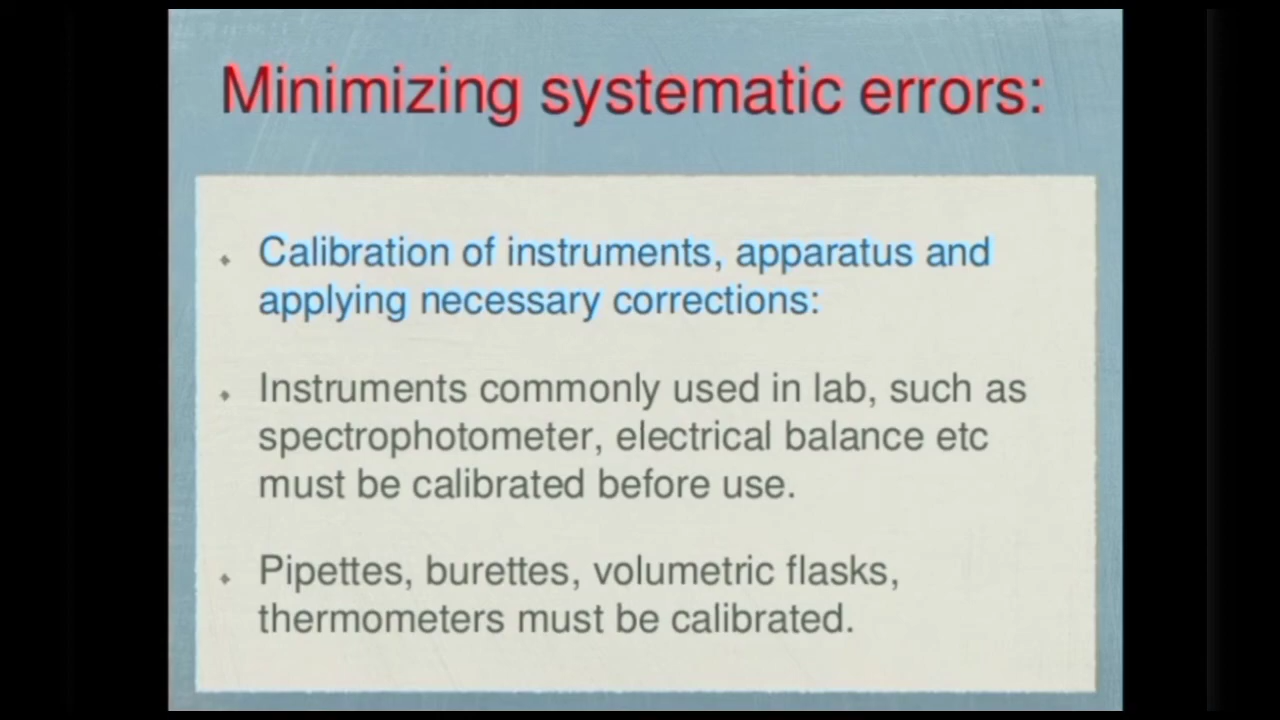 Minimizing systematic errors:
Calibration of instruments, apparatus and
applying necessary corrections:
Instruments commonly used in lab, such as
spectrophotometer, electrical balance etc
must be calibrated before use.
Pipettes, burettes, volumetric flasks,
thermometers must be calibrated.